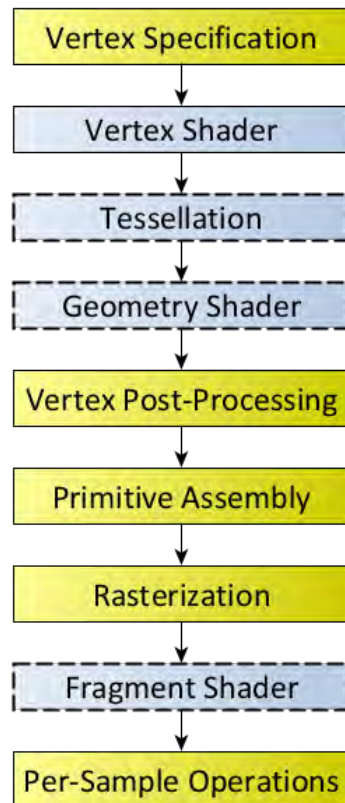 Vertex Specification
Vertex Shader
Tessellation
Geometry Shader
Vertex Post-Processing
Primitive Assembly
Rasterization
Fragment Shader
Per-Sample Operations